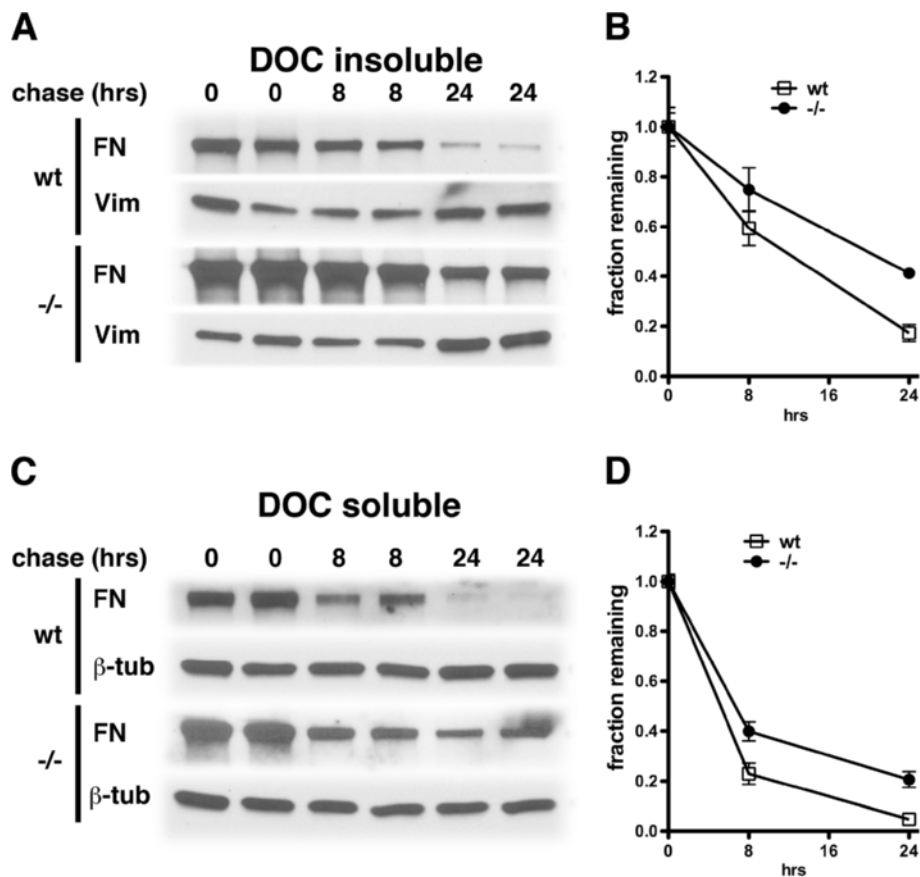 A
DOC insoluble
chase (hrs) 0 0 8 8 24 24
wt
FN
Vim
-/-
FN
Vim
B
fraction remaining
1.2
1.0
0.8
0.6
0.4
0.2
0.0
wt
-/-
0 8 16 24
hrs
C
DOC soluble
chase (hrs) 0 0 8 8 24 24
wt
FN
β-tub
-/-
FN
β-tub
D
fraction remaining
1.2
1.0
0.8
0.6
0.4
0.2
0.0
wt
-/-
0 8 16 24
hrs